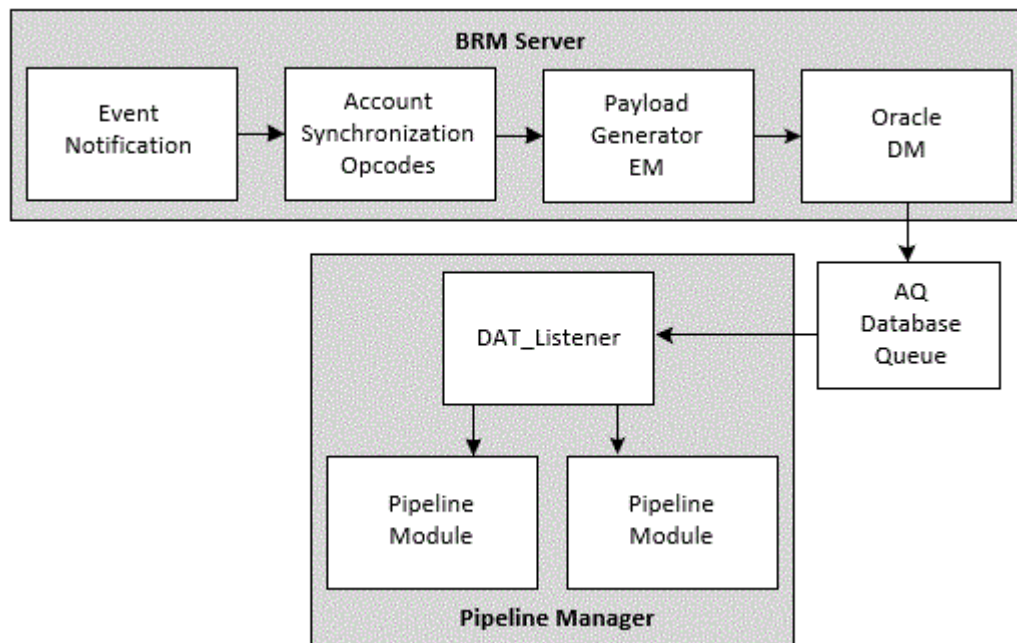 BRM Server
Event
Notification
Account
Synchronization
Opcodes
Payload
Generator
EM
Oracle
DM
AQ
Database
Queue
DAT_Listener
Pipeline
Module
Pipeline
Module
Pipeline Manager